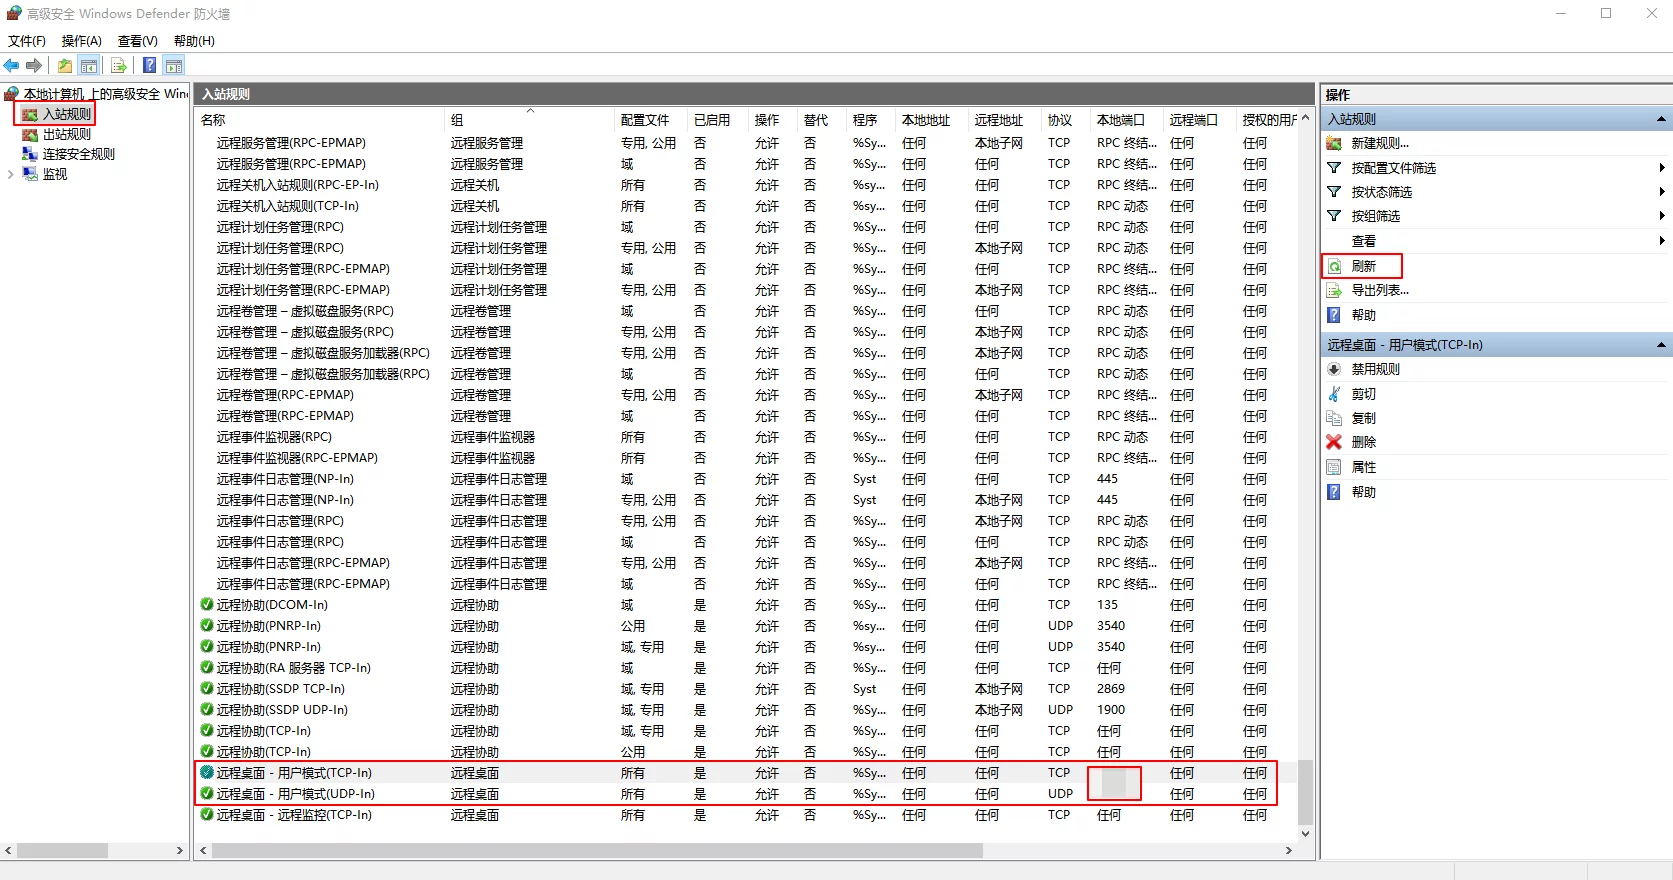 高级安全 Windows Defender 防火墙
文件(F) 操作(A) 查看(V) 帮助(H)
本地计算机 上的高级安全 Win
入站规则
出站规则
连接安全规则
监视
入站规则
名称 组 配置文件 已启用 操作 替代 程序 本地地址 远程地址 协议 本地端口 远程端口 授权的用户
远程服务管理(RPC-EPMAP) 远程服务管理 专用, 公用 否 允许 否 %Sy... 任何 本地子网 TCP RPC 终结... 任何 任何
远程服务管理(RPC-EPMAP) 远程服务管理 域 否 允许 否 %Sy... 任何 任何 TCP RPC 终结... 任何 任何
远程关机入站规则(RPC-EP-In) 远程关机 所有 否 允许 否 %sy... 任何 任何 TCP RPC 终结... 任何 任何
远程关机入站规则(TCP-In) 远程关机 所有 否 允许 否 %sy... 任何 任何 TCP RPC 动态 任何 任何
远程计划任务管理(RPC) 远程计划任务管理 域 否 允许 否 %Sy... 任何 任何 TCP RPC 动态 任何 任何
远程计划任务管理(RPC) 远程计划任务管理 专用, 公用 否 允许 否 %Sy... 任何 本地子网 TCP RPC 动态 任何 任何
远程计划任务管理(RPC-EPMAP) 远程计划任务管理 域 否 允许 否 %Sy... 任何 任何 TCP RPC 终结... 任何 任何
远程计划任务管理(RPC-EPMAP) 远程计划任务管理 专用, 公用 否 允许 否 %Sy... 任何 本地子网 TCP RPC 终结... 任何 任何
远程卷管理 – 虚拟磁盘服务(RPC) 远程卷管理 域 否 允许 否 %Sy... 任何 任何 TCP RPC 动态 任何 任何
远程卷管理 – 虚拟磁盘服务(RPC) 远程卷管理 专用, 公用 否 允许 否 %Sy... 任何 本地子网 TCP RPC 动态 任何 任何
远程卷管理 – 虚拟磁盘服务加载器(RPC) 远程卷管理 专用, 公用 否 允许 否 %Sy... 任何 本地子网 TCP RPC 动态 任何 任何
远程卷管理 – 虚拟磁盘服务加载器(RPC) 远程卷管理 域 否 允许 否 %Sy... 任何 任何 TCP RPC 动态 任何 任何
远程卷管理(RPC-EPMAP) 远程卷管理 专用, 公用 否 允许 否 %Sy... 任何 本地子网 TCP RPC 终结... 任何 任何
远程卷管理(RPC-EPMAP) 远程卷管理 域 否 允许 否 %Sy... 任何 任何 TCP RPC 终结... 任何 任何
远程事件监视器(RPC) 远程事件监视器 所有 否 允许 否 %Sy... 任何 任何 TCP RPC 动态 任何 任何
远程事件监视器(RPC-EPMAP) 远程事件监视器 所有 否 允许 否 %Sy... 任何 任何 TCP RPC 终结... 任何 任何
远程事件日志管理(NP-In) 远程事件日志管理 域 否 允许 否 Syst 任何 任何 TCP 445 任何 任何
远程事件日志管理(NP-In) 远程事件日志管理 专用, 公用 否 允许 否 Syst 任何 本地子网 TCP 445 任何 任何
远程事件日志管理(RPC) 远程事件日志管理 专用, 公用 否 允许 否 %Sy... 任何 本地子网 TCP RPC 动态 任何 任何
远程事件日志管理(RPC) 远程事件日志管理 域 否 允许 否 %Sy... 任何 任何 TCP RPC 动态 任何 任何
远程事件日志管理(RPC-EPMAP) 远程事件日志管理 专用, 公用 否 允许 否 %Sy... 任何 本地子网 TCP RPC 终结... 任何 任何
远程事件日志管理(RPC-EPMAP) 远程事件日志管理 域 否 允许 否 %Sy... 任何 任何 TCP RPC 终结... 任何 任何
远程协助(DCOM-In) 远程协助 域 是 允许 否 %Sy... 任何 任何 TCP 135 任何 任何
远程协助(PNRP-In) 远程协助 公用 是 允许 否 %sy... 任何 任何 UDP 3540 任何 任何
远程协助(PNRP-In) 远程协助 域, 专用 是 允许 否 %sy... 任何 任何 UDP 3540 任何 任何
远程协助(RA 服务器 TCP-In) 远程协助 域 是 允许 否 %Sy... 任何 任何 TCP 任何 任何 任何
远程协助(SSDP TCP-In) 远程协助 域, 专用 是 允许 否 Syst 任何 本地子网 TCP 2869 任何 任何
远程协助(SSDP UDP-In) 远程协助 域, 专用 是 允许 否 %Sy... 任何 本地子网 UDP 1900 任何 任何
远程协助(TCP-In) 远程协助 域, 专用 是 允许 否 %Sy... 任何 任何 TCP 任何 任何 任何
远程协助(TCP-In) 远程协助 公用 是 允许 否 %Sy... 任何 任何 TCP 任何 任何 任何
远程桌面 - 用户模式(TCP-In) 远程桌面 所有 是 允许 否 %Sy... 任何 任何 TCP 任何 任何
远程桌面 - 用户模式(UDP-In) 远程桌面 所有 是 允许 否 %Sy... 任何 任何 UDP 任何 任何
远程桌面 - 远程监控(TCP-In) 远程桌面 所有 是 允许 否 %Sy... 任何 任何 TCP 任何 任何 任何
操作
入站规则
新建规则...
按配置文件筛选
按状态筛选
按组筛选
查看
刷新
导出列表...
帮助
远程桌面 - 用户模式(TCP-In)
禁用规则
剪切
复制
删除
属性
帮助